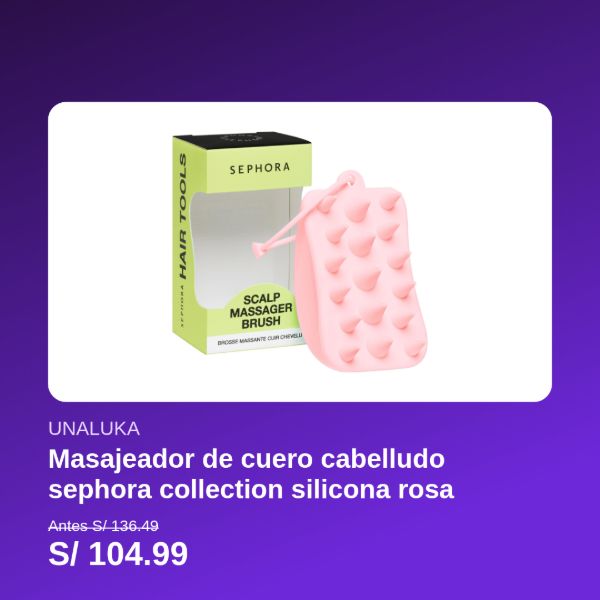 SEPHORA
SEPHORA HAIR TOOLS
SCALP
MASSAGER
BRUSH
BROSSE MASSANTE CUIR CHEVELU
UNALUKA
Masajeador de cuero cabelludo
sephora collection silicona rosa
Antes S/ 136.49
S/ 104.99